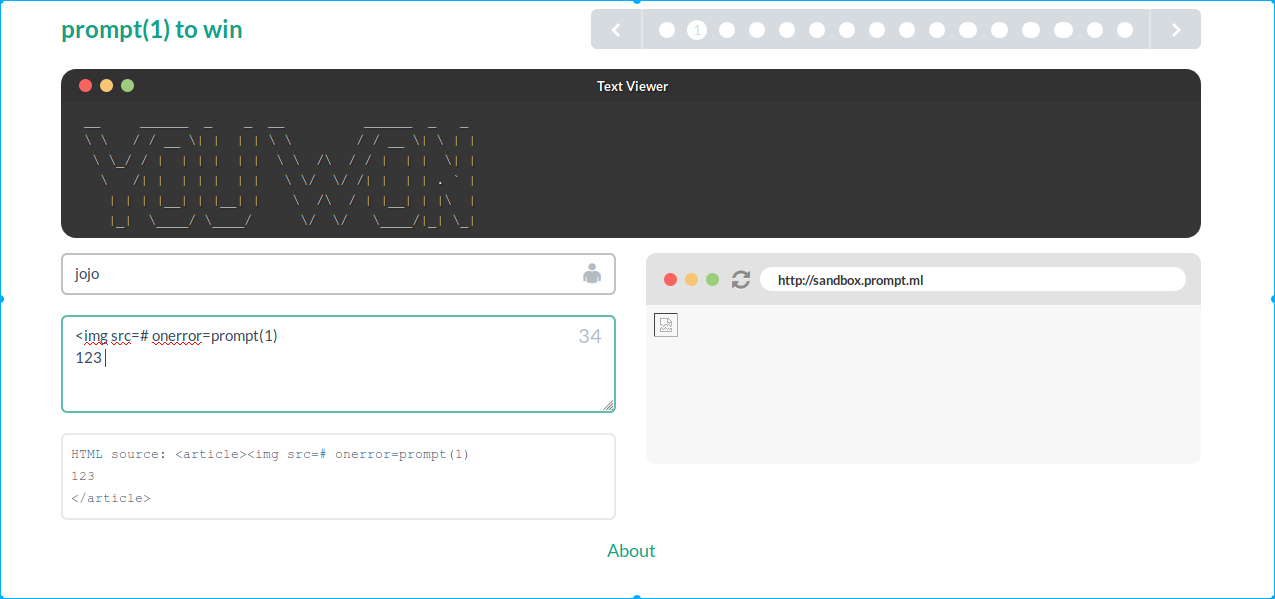 prompt(1) to win
1
Text Viewer
YOU WON
jojo
<img src=# onerror=prompt(1)
34
123
http://sandbox.prompt.ml
HTML source: <article><img src=# onerror=prompt(1)
123
</article>
About